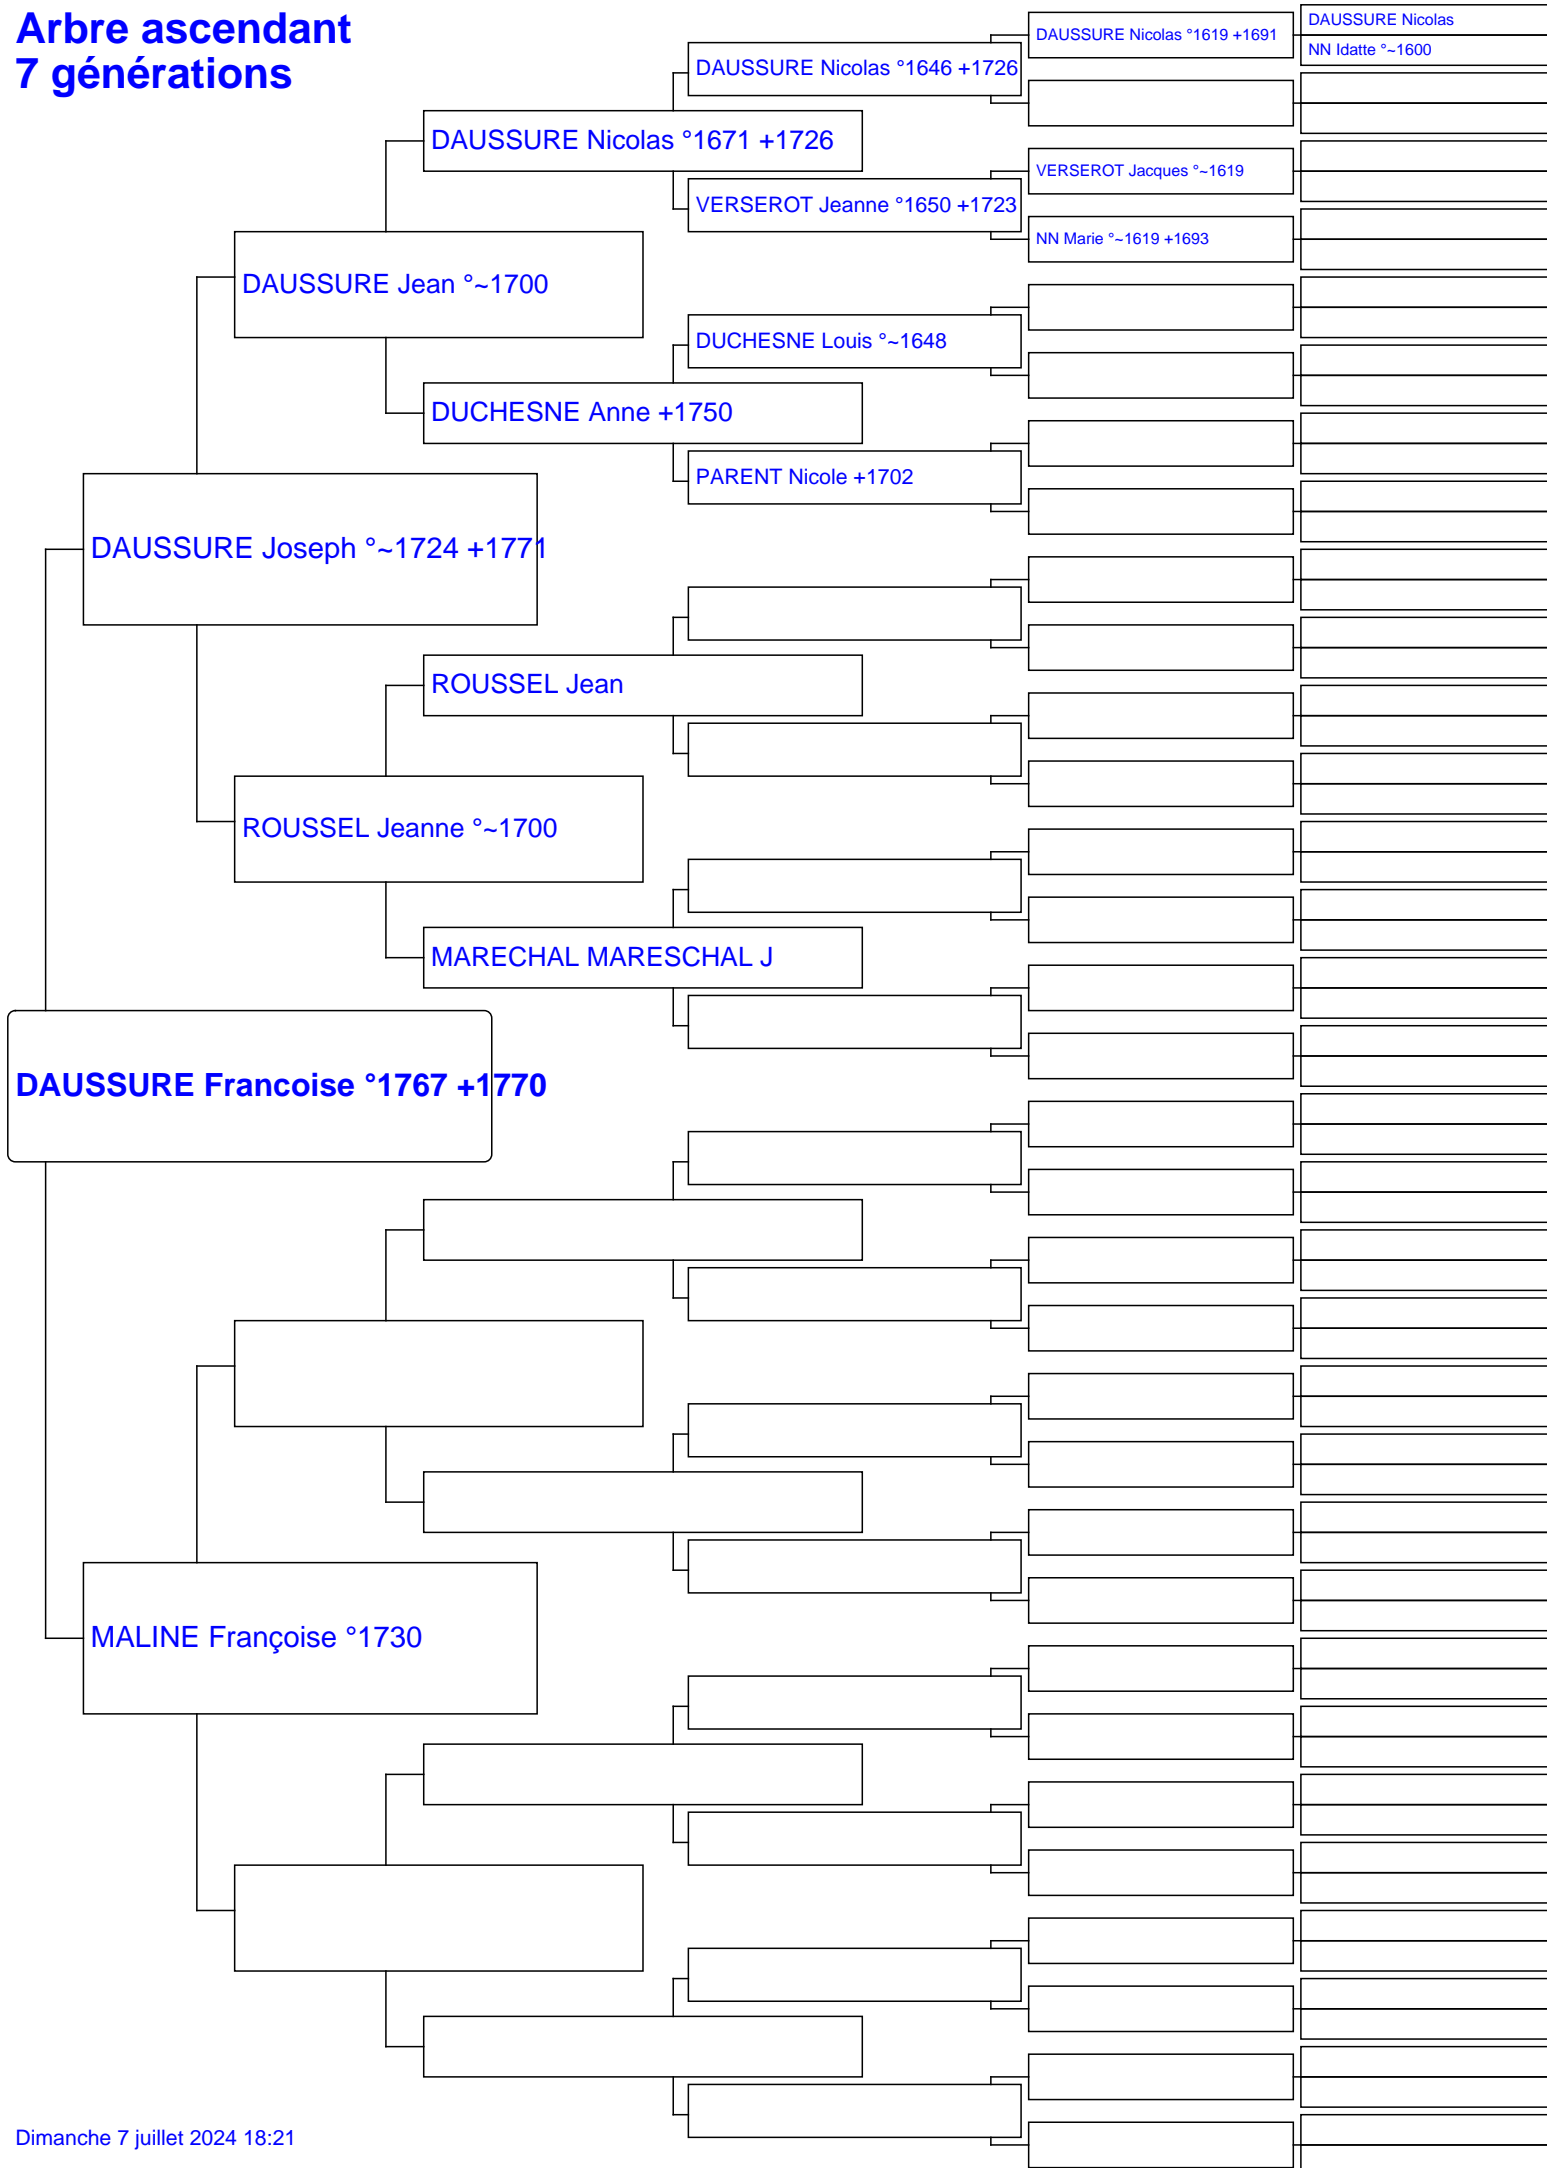 Arbre ascendant
7 générations
DAUSSURE Nicolas °1619 +1691
DAUSSURE Nicolas
NN Idatte °~1600
DAUSSURE Nicolas °1646 +1726
DAUSSURE Nicolas °1671 +1726
VERSEROT Jacques °~1619
VERSEROT Jeanne °1650 +1723
NN Marie °~1619 +1693
DAUSSURE Jean °~1700
DUCHESNE Louis °~1648
DUCHESNE Anne +1750
PARENT Nicole +1702
DAUSSURE Joseph °~1724 +1771
ROUSSEL Jean
ROUSSEL Jeanne °~1700
MARECHAL MARESCHAL J
DAUSSURE Francoise °1767 +1770
MALINE Françoise °1730
Dimanche 7 juillet 2024 18:21